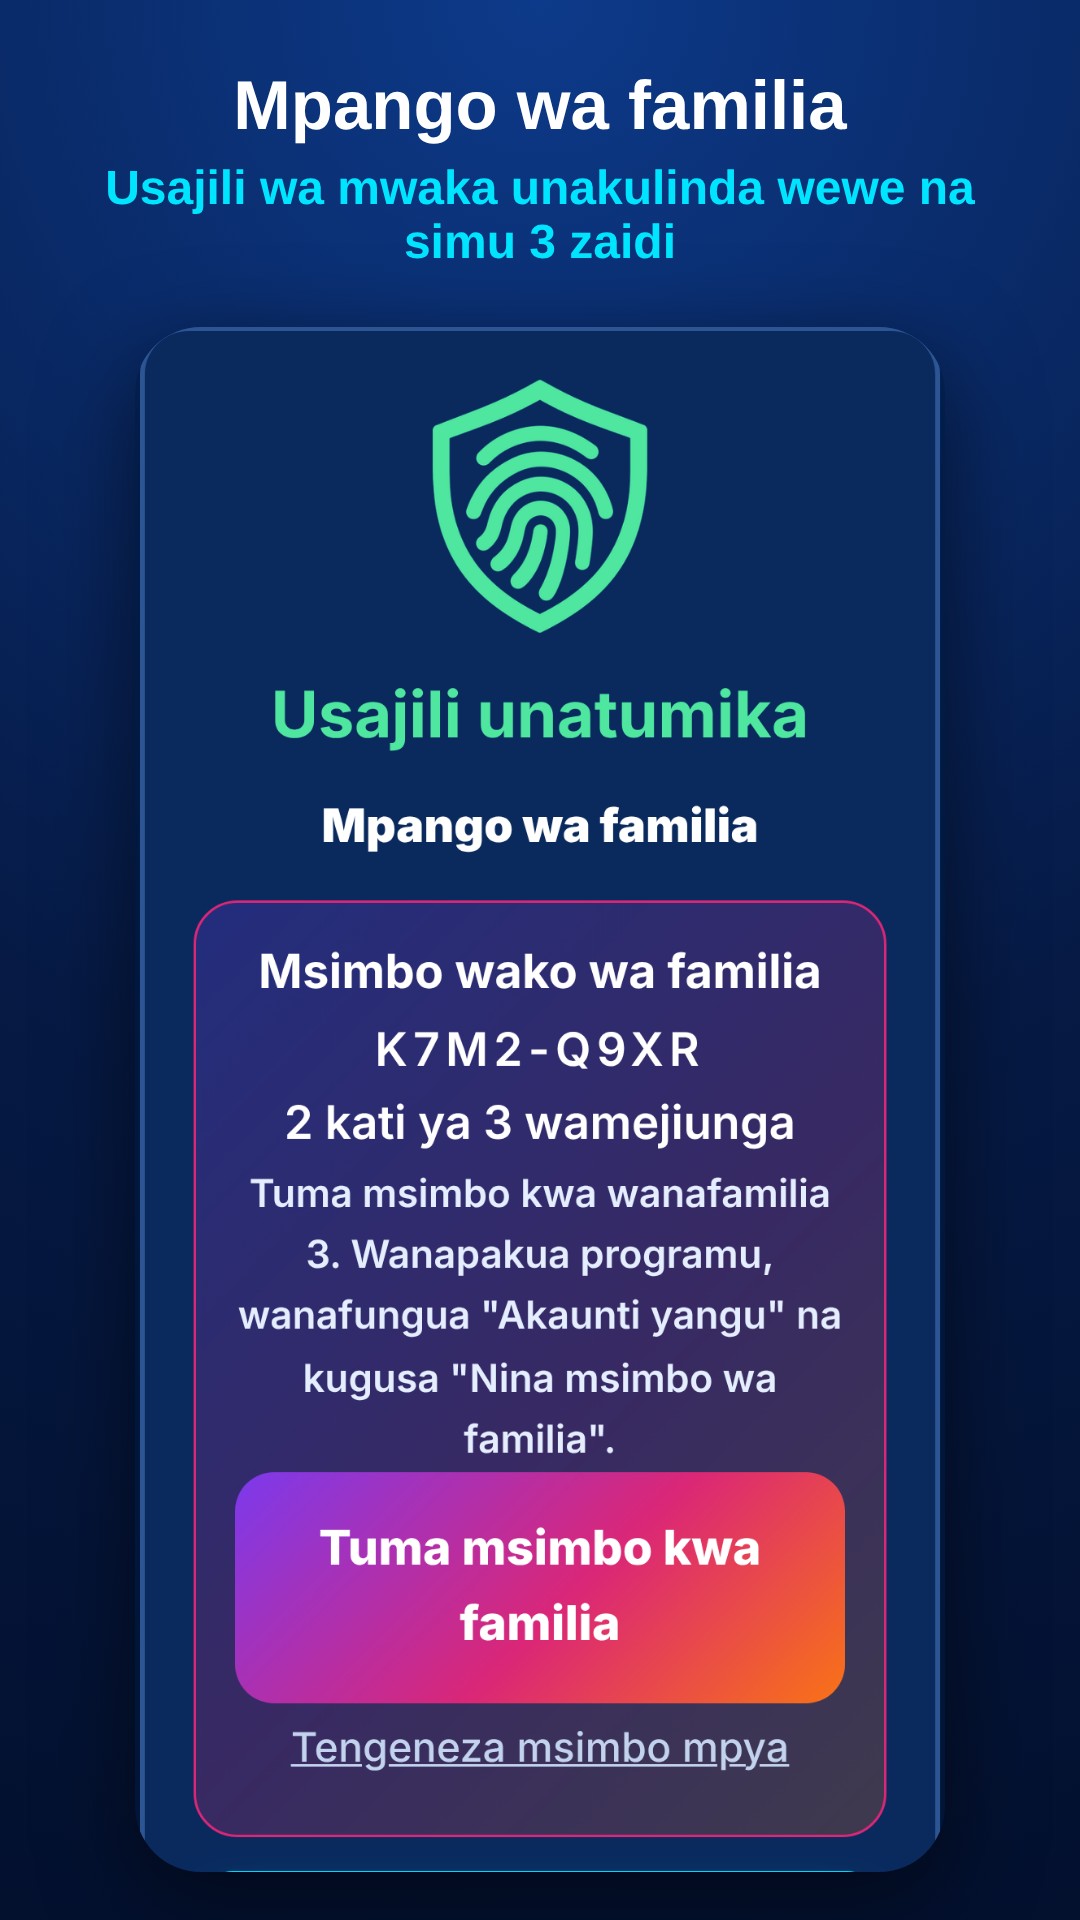 Mpango wa familia
Usajili wa mwaka unakulinda wewe na
simu 3 zaidi
Usajili unatumika
Mpango wa familia
Msimbo wako wa familia
K7M2-Q9XR
2 kati ya 3 wamejiunga
Tuma msimbo kwa wanafamilia
3. Wanapakua programu,
wanafungua "Akaunti yangu" na
kugusa "Nina msimbo wa
familia".
Tuma msimbo kwa
familia
Tengeneza msimbo mpya